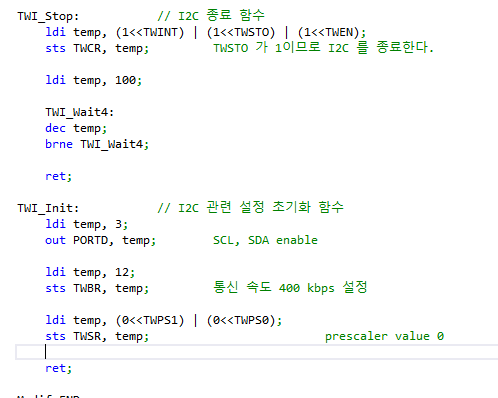 TWI_Stop: // I2C 종료 함수
ldi temp, (1<<TWINT) | (1<<TWSTO) | (1<<TWEN);
sts TWCR, temp; TWSTO 가 1이므로 I2C 를 종료한다.
ldi temp, 100;
TWI_Wait4:
dec temp;
brne TWI_Wait4;
ret;
TWI_Init: // I2C 관련 설정 초기화 함수
ldi temp, 3;
out PORTD, temp; SCL, SDA enable
ldi temp, 12;
sts TWBR, temp; 통신 속도 400 kbps 설정
ldi temp, (0<<TWPS1) | (0<<TWPS0);
sts TWSR, temp; prescaler value 0
ret;